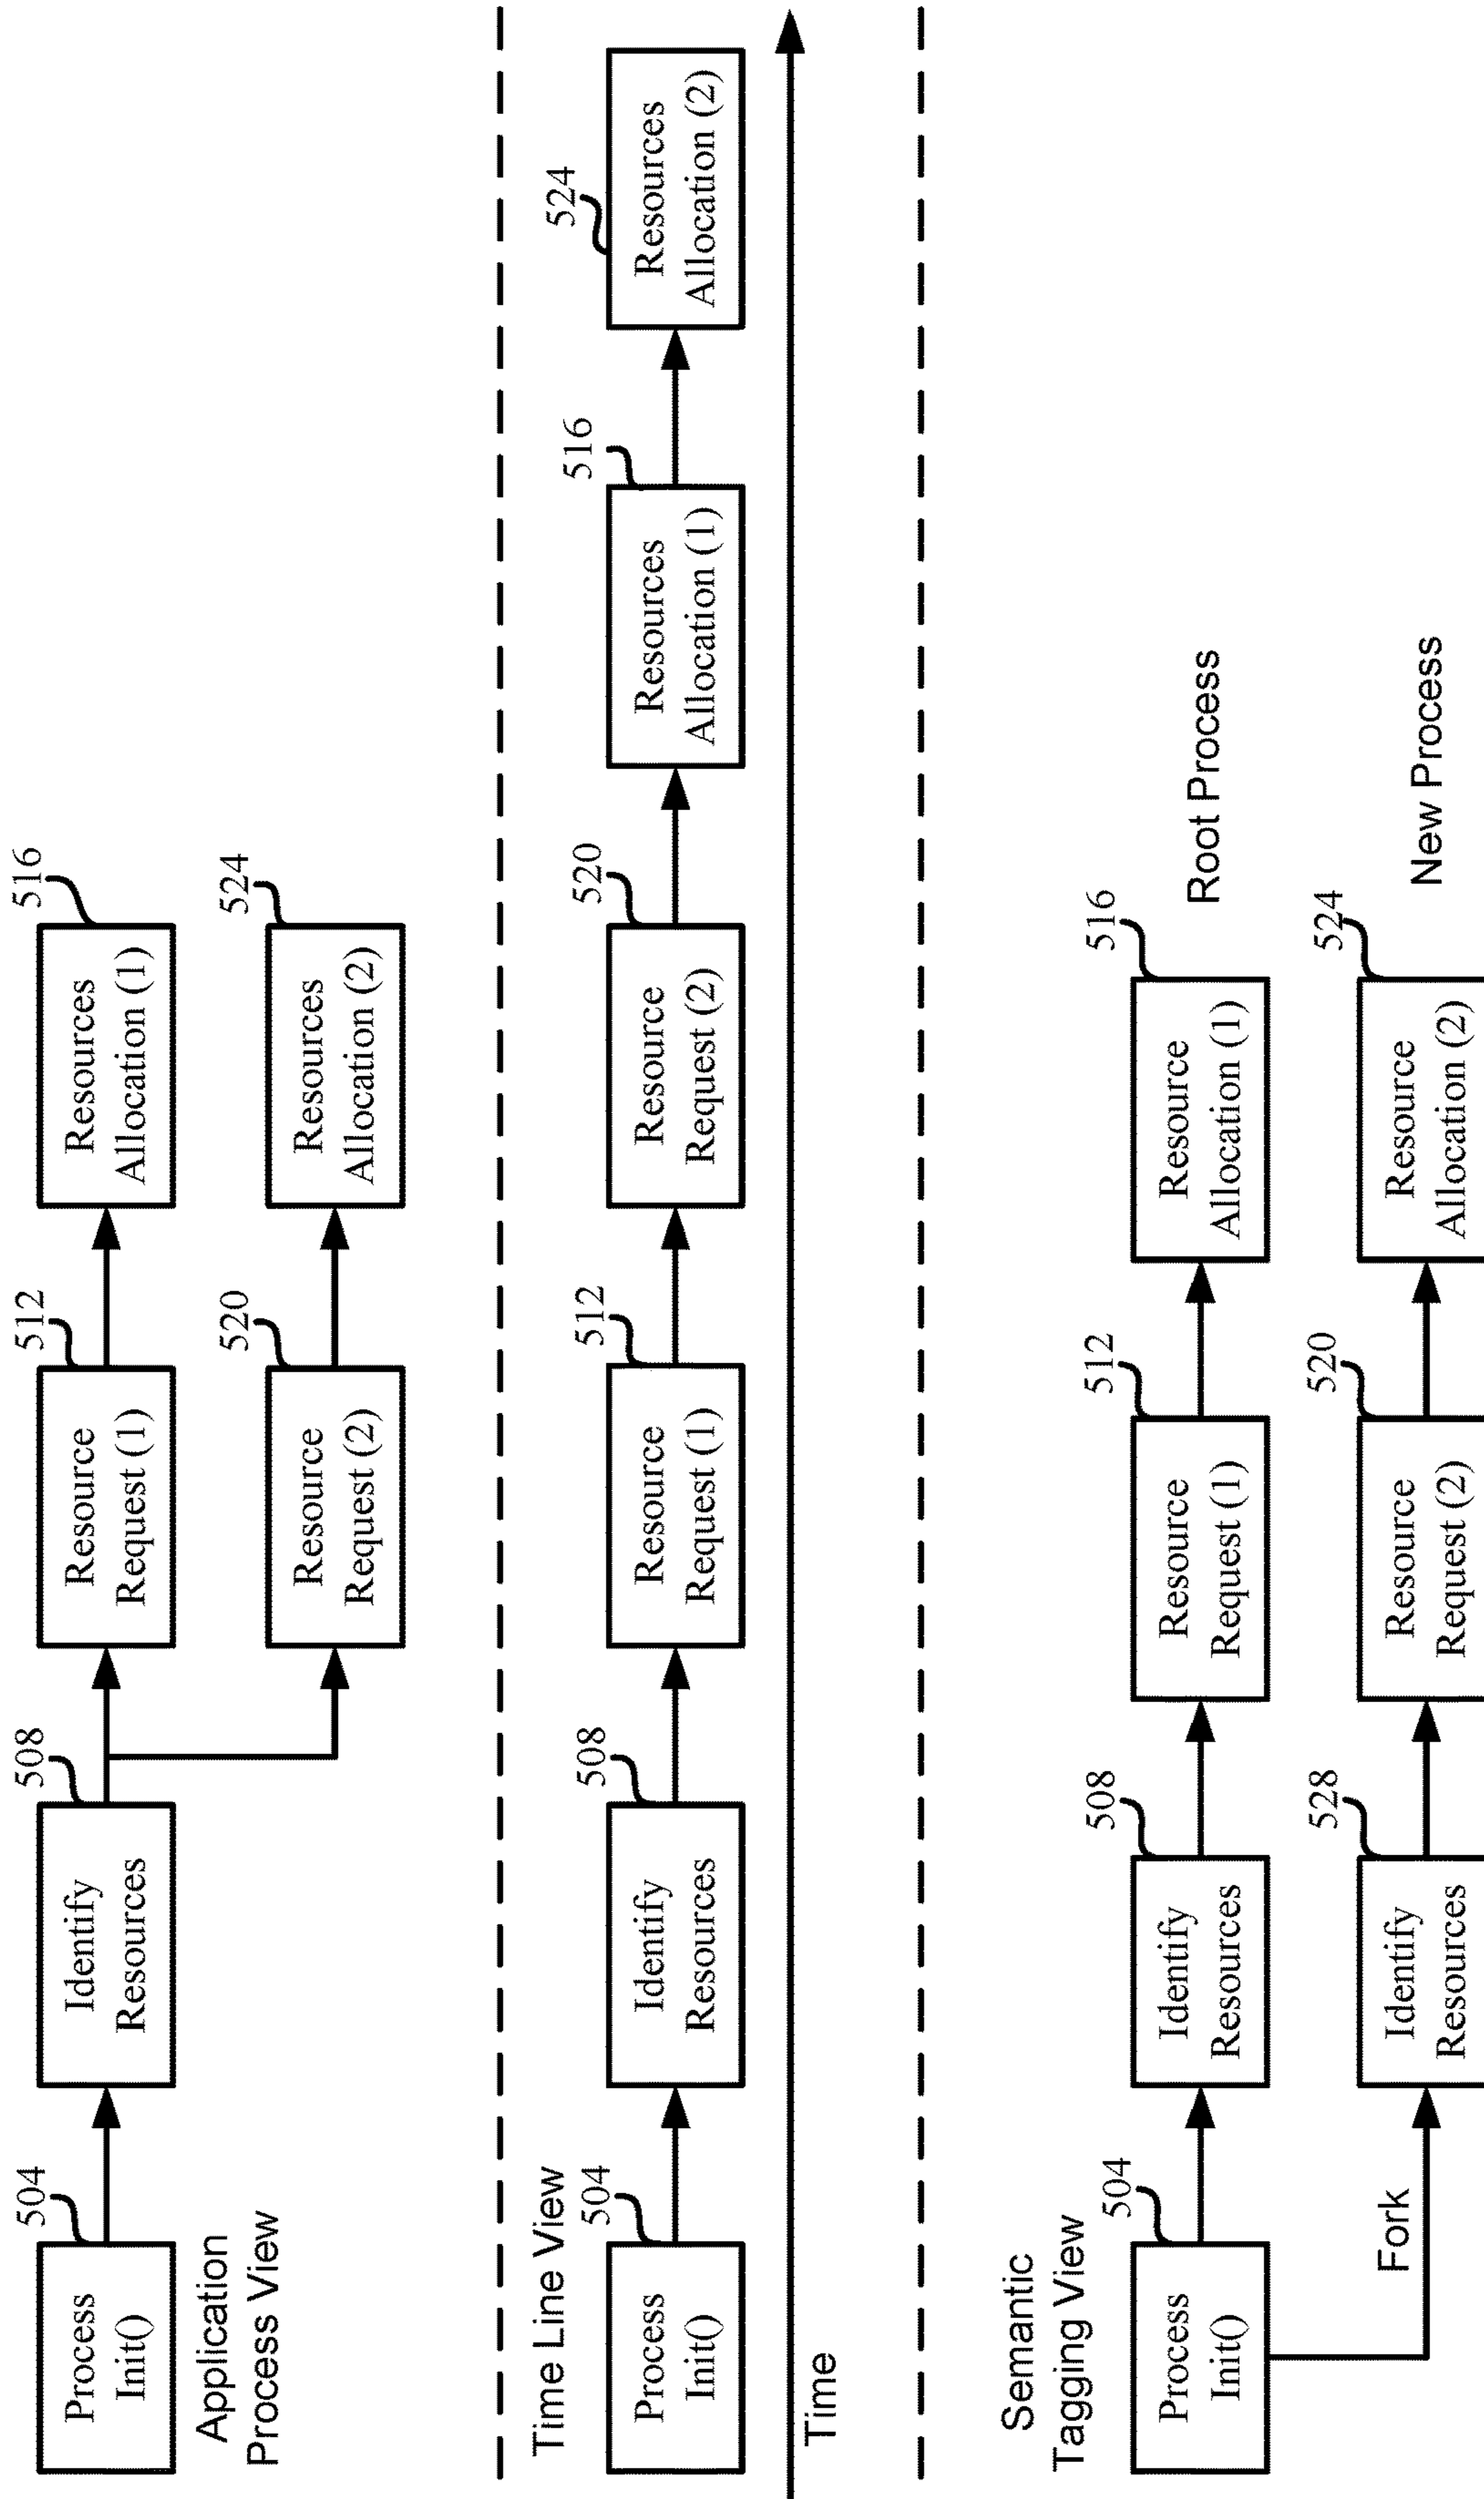 504
508
512
516
Process
Init()
Identify
Resources
Resource
Request (1)
Resources
Allocation (1)
Application
Process View
520
524
Resource
Request (2)
Resources
Allocation (2)
Time Line View
504
508
512
520
516
524
Process
Init()
Identify
Resources
Resource
Request (1)
Resource
Request (2)
Resources
Allocation (1)
Resources
Allocation (2)
Time
Semantic
Tagging View
504
508
512
516
Process
Init()
Identify
Resources
Resource
Request (1)
Resource
Allocation (1)
Root Process
Fork
528
520
524
Identify
Resources
Resource
Request (2)
Resource
Allocation (2)
New Process